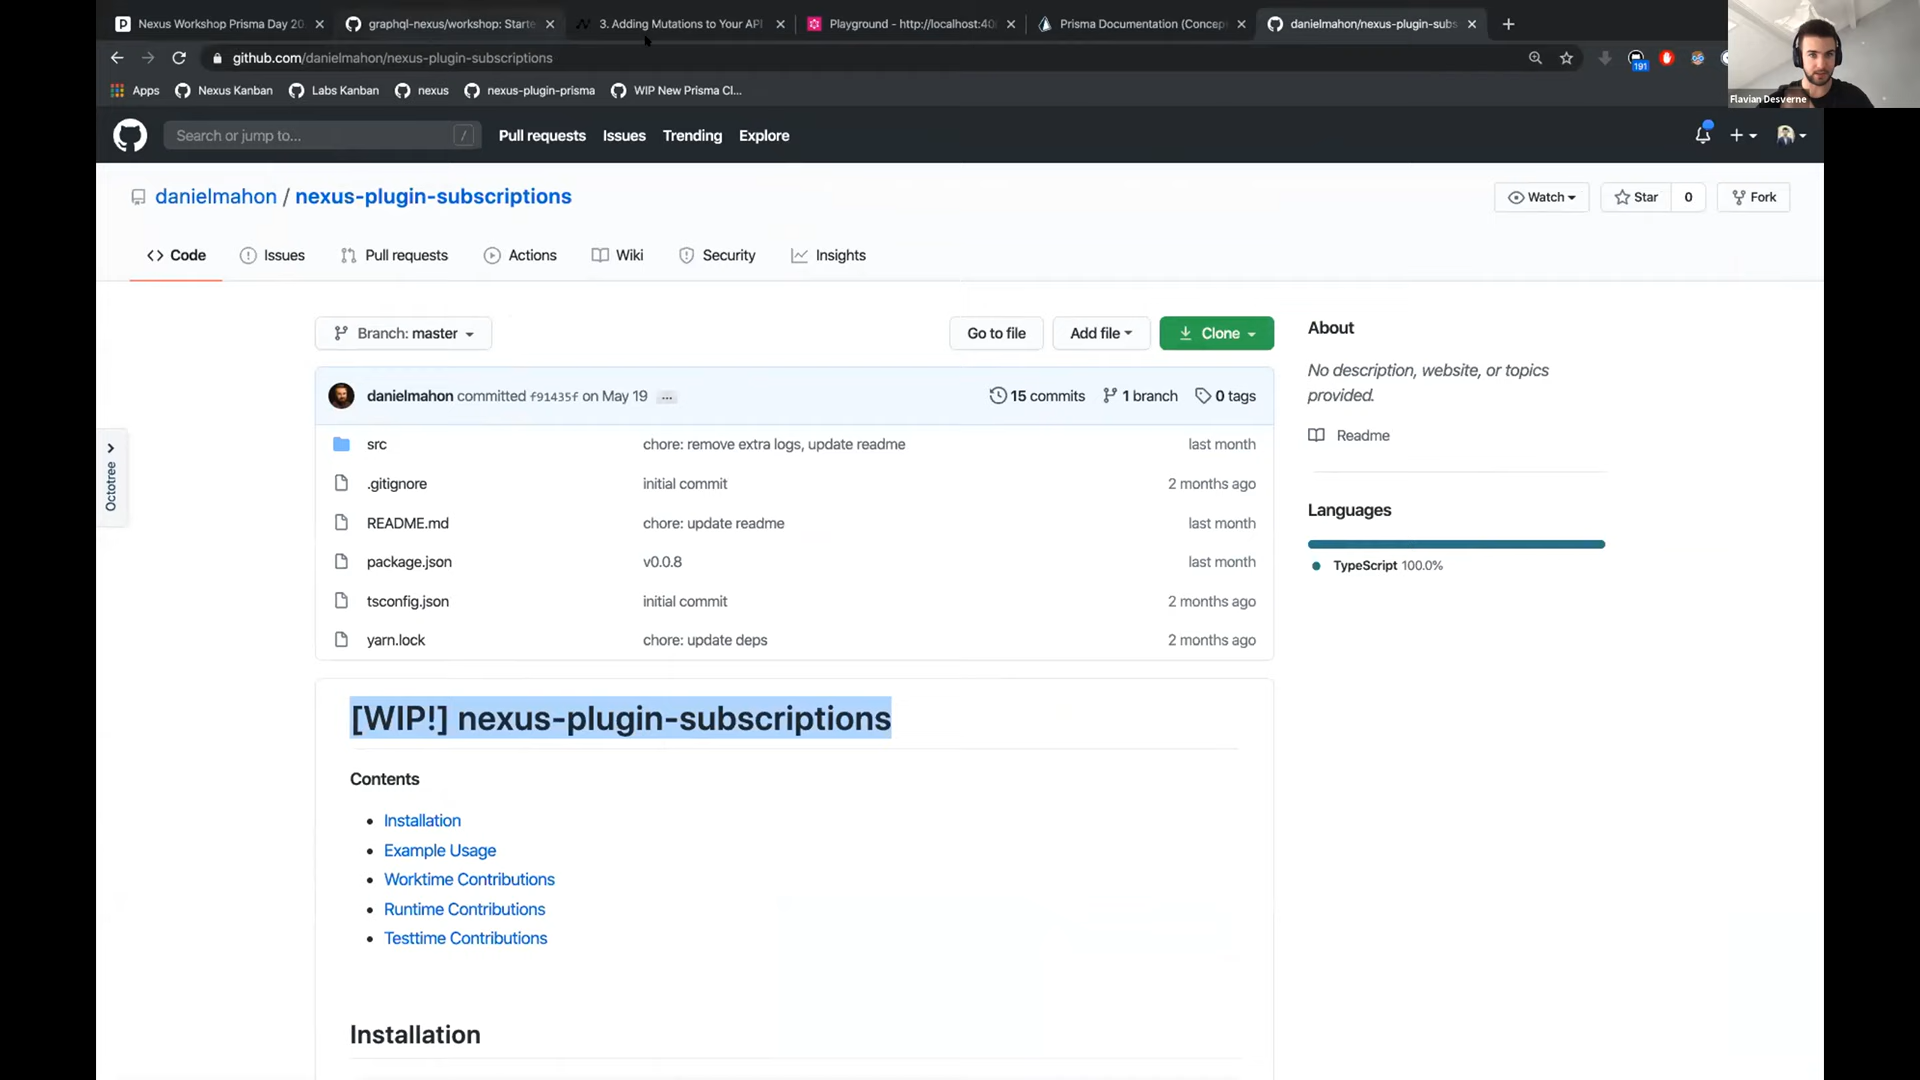 Nexus Workshop Prisma Day 20
graphql-nexus/workshop: Starte
3. Adding Mutations to Your API
Playground - http://localhost:40
Prisma Documentation (Concep
danielmahon/nexus-plugin-subs
github.com/danielmahon/nexus-plugin-subscriptions
191
Apps
Nexus Kanban
Labs Kanban
nexus
nexus-plugin-prisma
WIP New Prisma Cl...
Flavian Desverne
Search or jump to...
/
Pull requests
Issues
Trending
Explore
danielmahon / nexus-plugin-subscriptions
Watch
Star
0
Fork
Code
Issues
Pull requests
Actions
Wiki
Security
Insights
Branch: master
Go to file
Add file
Clone
danielmahon committed f91435f on May 19 ...
15 commits
1 branch
0 tags
src chore: remove extra logs, update readme last month
.gitignore initial commit 2 months ago
README.md chore: update readme last month
package.json v0.0.8 last month
tsconfig.json initial commit 2 months ago
yarn.lock chore: update deps 2 months ago
About
No description, website, or topics
provided.
Readme
Languages
TypeScript 100.0%
Octotree
[WIP!] nexus-plugin-subscriptions
Contents
Installation
Example Usage
Worktime Contributions
Runtime Contributions
Testtime Contributions
Installation